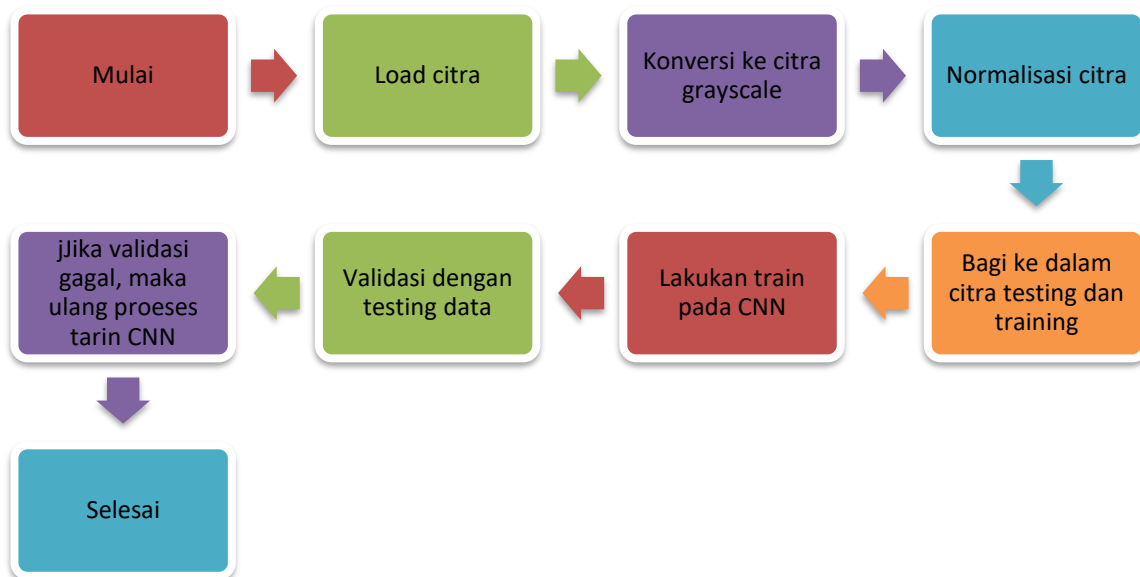 Mulai
Load citra
Konversi ke citra
grayscale
Normalisasi citra
Bagi ke dalam
citra testing dan
training
Lakukan train
pada CNN
Validasi dengan
testing data
jJika validasi
gagal, maka
ulang proeses
tarin CNN
Selesai